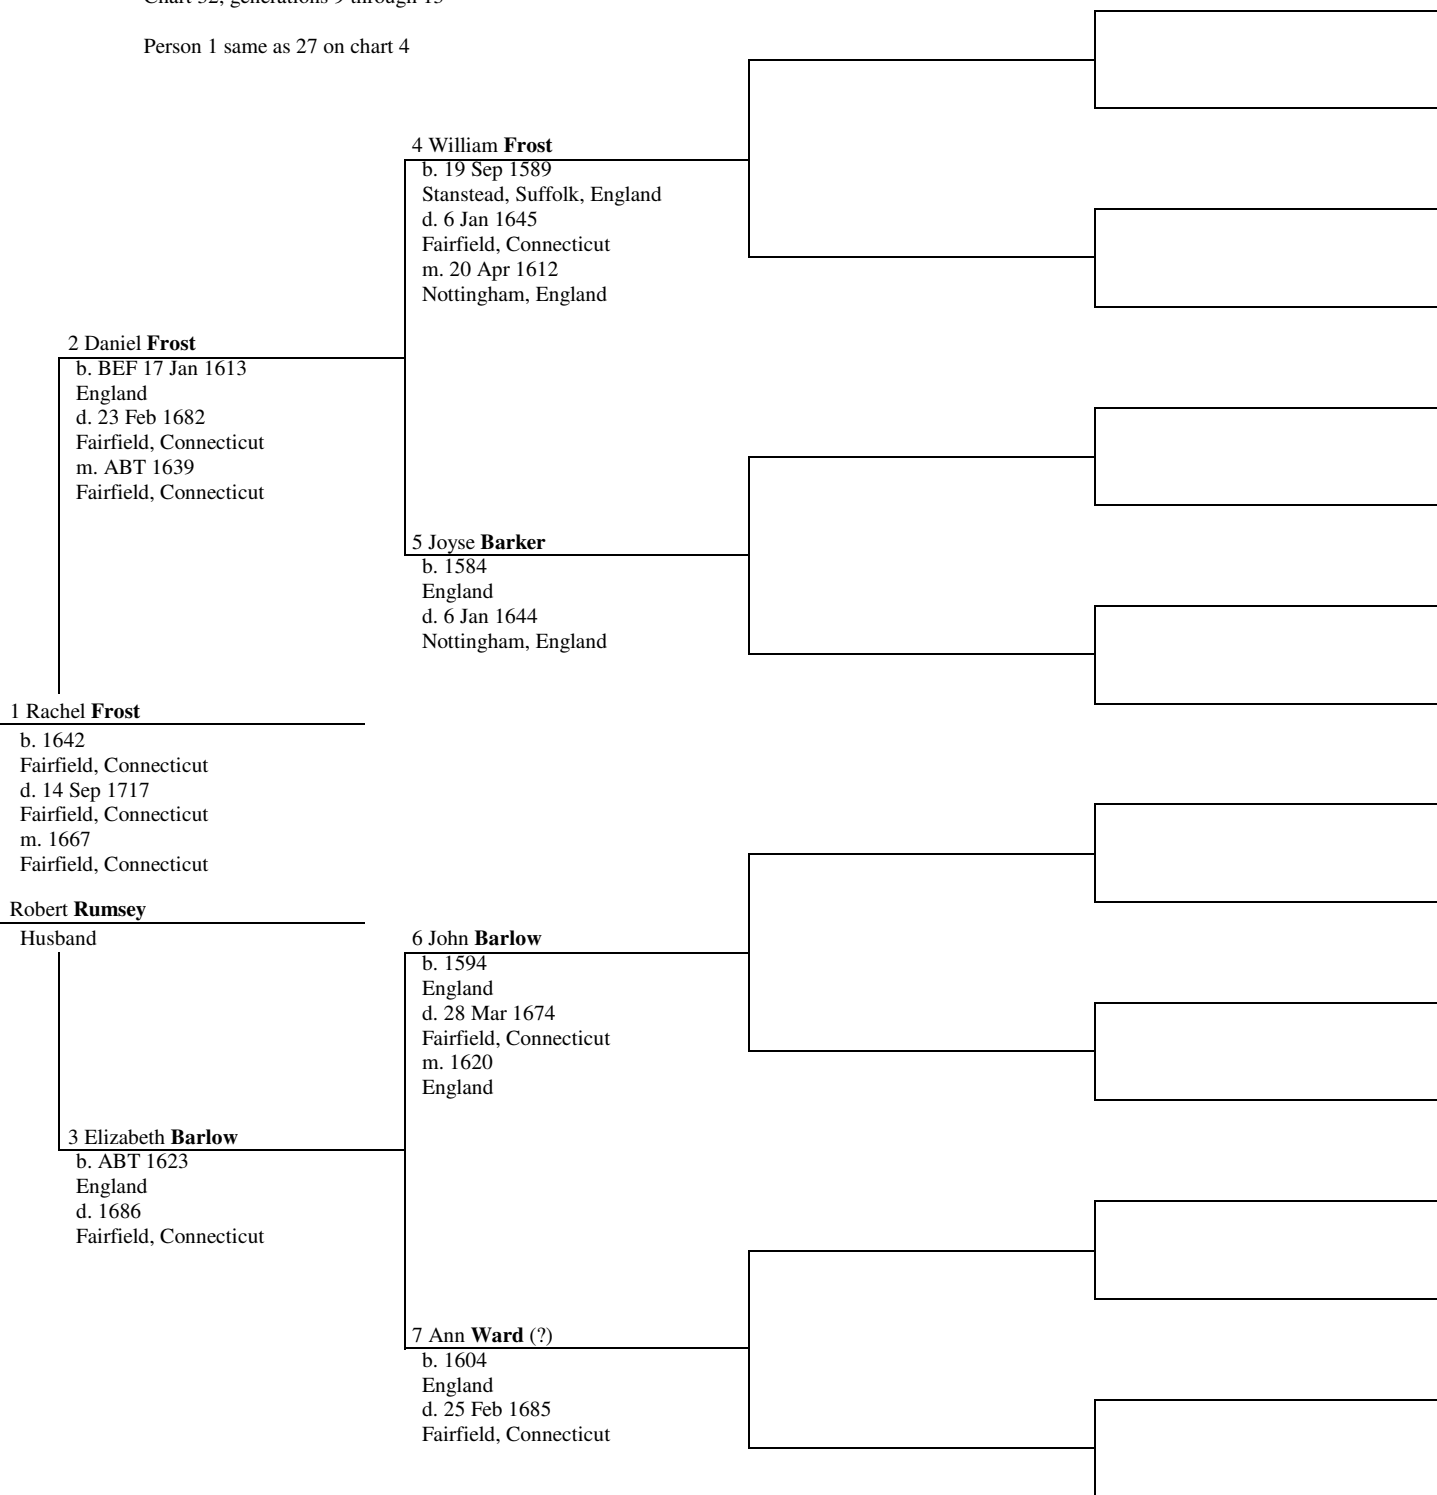 Chart 32, generations 9 through 13
Person 1 same as 27 on chart 4
4 William Frost
b. 19 Sep 1589
Stanstead, Suffolk, England
d. 6 Jan 1645
Fairfield, Connecticut
m. 20 Apr 1612
Nottingham, England
2 Daniel Frost
b. BEF 17 Jan 1613
England
d. 23 Feb 1682
Fairfield, Connecticut
m. ABT 1639
Fairfield, Connecticut
5 Joyse Barker
b. 1584
England
d. 6 Jan 1644
Nottingham, England
1 Rachel Frost
b. 1642
Fairfield, Connecticut
d. 14 Sep 1717
Fairfield, Connecticut
m. 1667
Fairfield, Connecticut
Robert Rumsey
Husband
6 John Barlow
b. 1594
England
d. 28 Mar 1674
Fairfield, Connecticut
m. 1620
England
3 Elizabeth Barlow
b. ABT 1623
England
d. 1686
Fairfield, Connecticut
7 Ann Ward (?)
b. 1604
England
d. 25 Feb 1685
Fairfield, Connecticut